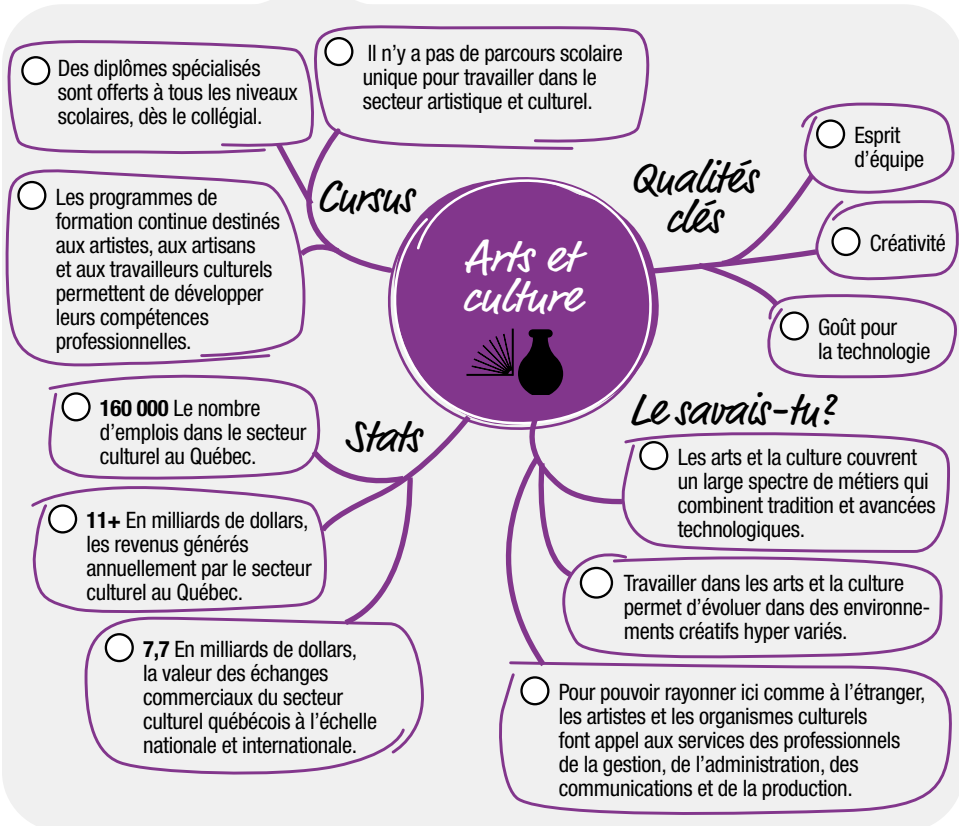 Arts et
culture
Cursus
Des diplômes spécialisés
sont offerts à tous les niveaux
scolaires, dès le collégial.
Il n'y a pas de parcours scolaire
unique pour travailler dans le
secteur artistique et culturel.
Les programmes de
formation continue destinés
aux artistes, aux artisans
et aux travailleurs culturels
permettent de développer
leurs compétences
professionnelles.
Qualités
clés
Esprit
d'équipe
Créativité
Goût pour
la technologie
Stats
160 000 Le nombre
d'emplois dans le secteur
culturel au Québec.
11+ En milliards de dollars,
les revenus générés
annuellement par le secteur
culturel au Québec.
7,7 En milliards de dollars,
la valeur des échanges
commerciaux du secteur
culturel québécois à l'échelle
nationale et internationale.
Le savais-tu?
Les arts et la culture couvrent
un large spectre de métiers qui
combinent tradition et avancées
technologiques.
Travailler dans les arts et la culture
permet d'évoluer dans des environne-
ments créatifs hyper variés.
Pour pouvoir rayonner ici comme à l'étranger,
les artistes et les organismes culturels
font appel aux services des professionnels
de la gestion, de l'administration, des
communications et de la production.